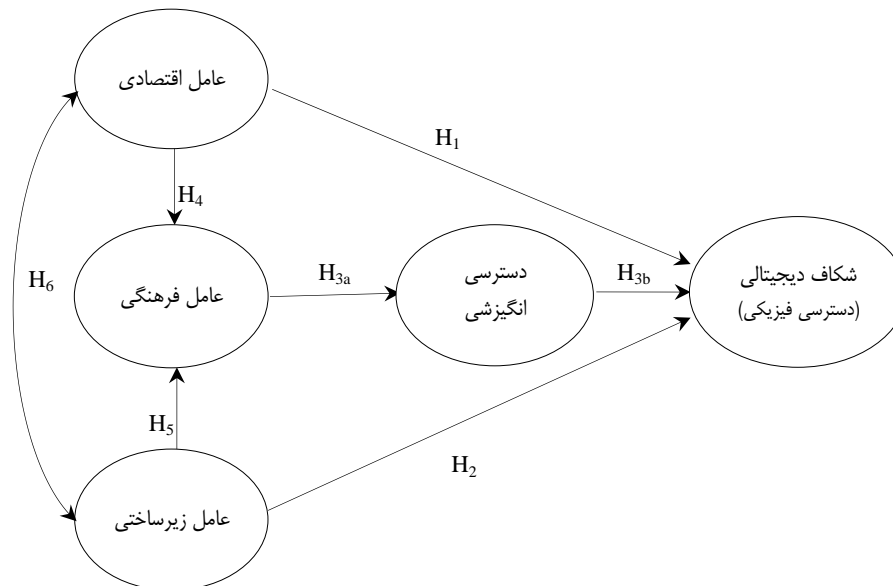 عامل اقتصادی
H1
H4
H6
عامل فرهنگی
H3a
دسترسی
انگیزشی
H3b
شکاف دیجیتالی
(دسترسی فیزیکی)
H5
H2
عامل زیرساختی